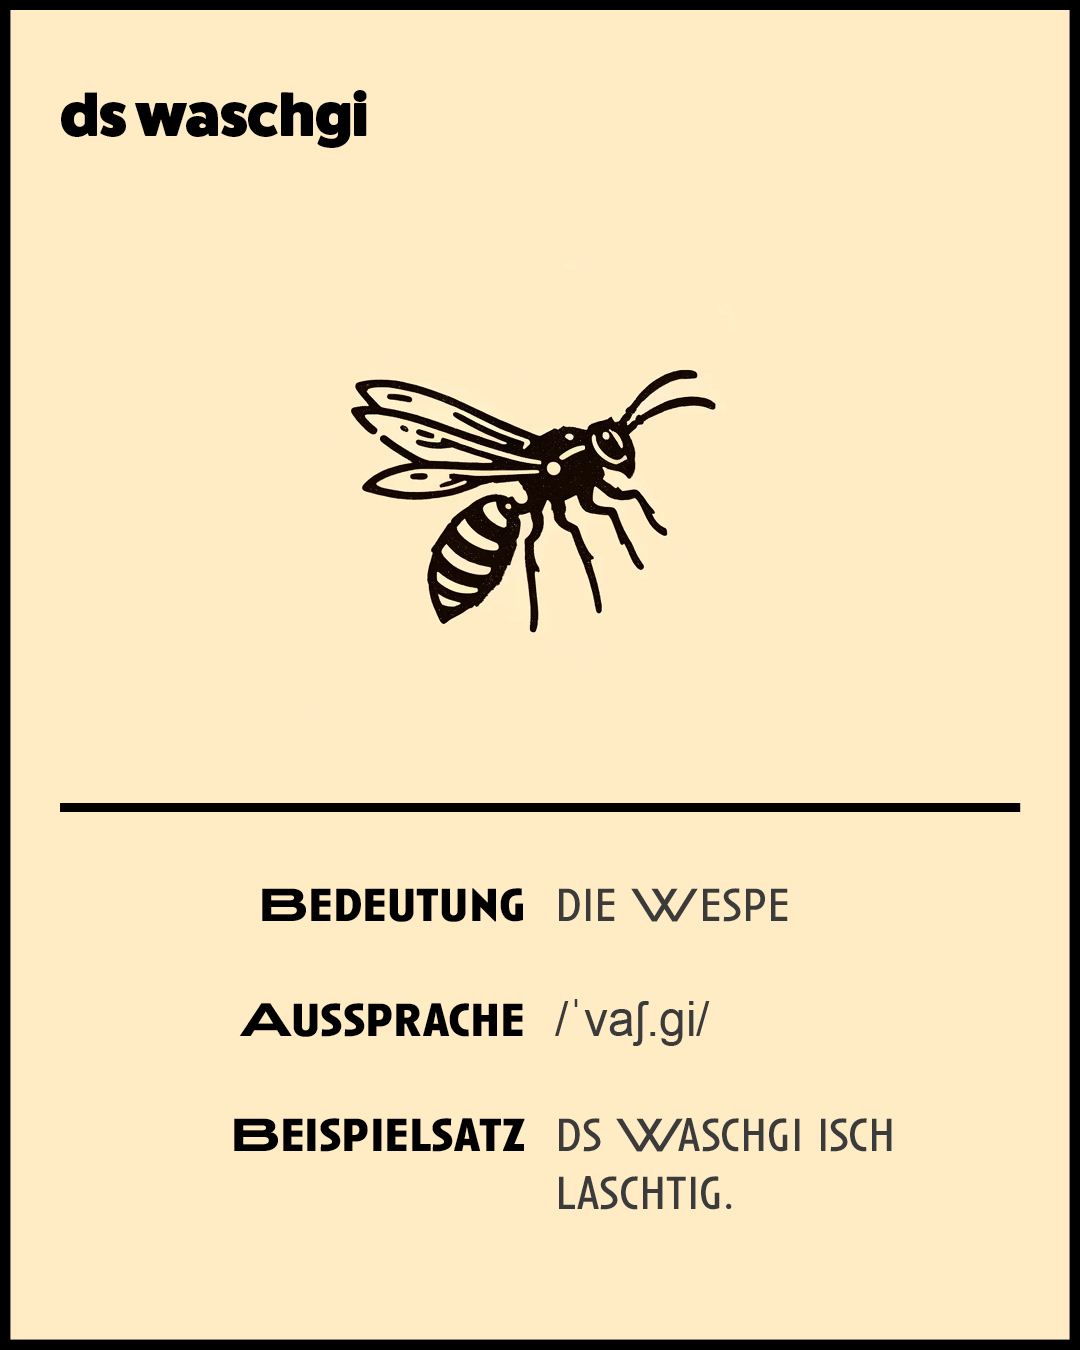 ds waschgi
BEDEUTUNG DIE WESPE
AUSSPRACHE /ˈvaʃ.gi/
BEISPIELSATZ DS WASCHGI ISCH
LASCHTIG.